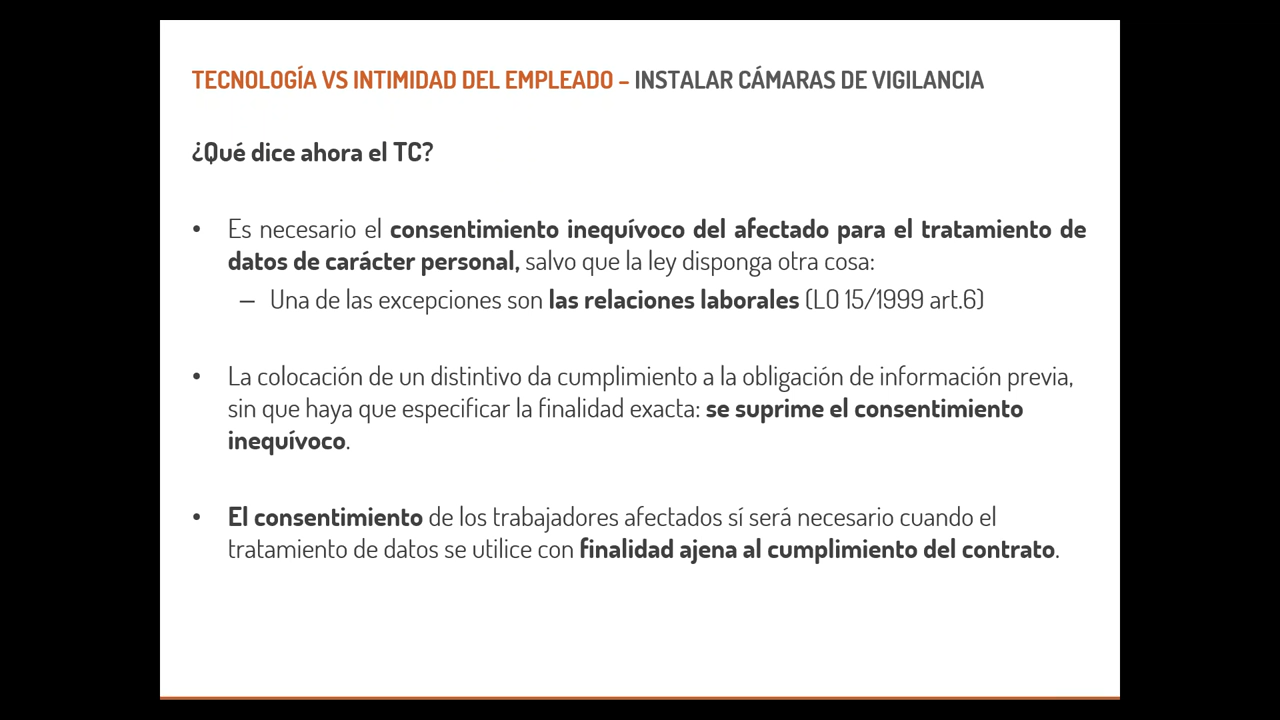 TECNOLOGÍA VS INTIMIDAD DEL EMPLEADO – INSTALAR CÁMARAS DE VIGILANCIA
¿Qué dice ahora el TC?
• Es necesario el consentimiento inequívoco del afectado para el tratamiento de
datos de carácter personal, salvo que la ley disponga otra cosa:
– Una de las excepciones son las relaciones laborales (LO 15/1999 art.6)
• La colocación de un distintivo da cumplimiento a la obligación de información previa,
sin que haya que especificar la finalidad exacta: se suprime el consentimiento
inequívoco.
• El consentimiento de los trabajadores afectados sí será necesario cuando el
tratamiento de datos se utilice con finalidad ajena al cumplimiento del contrato.